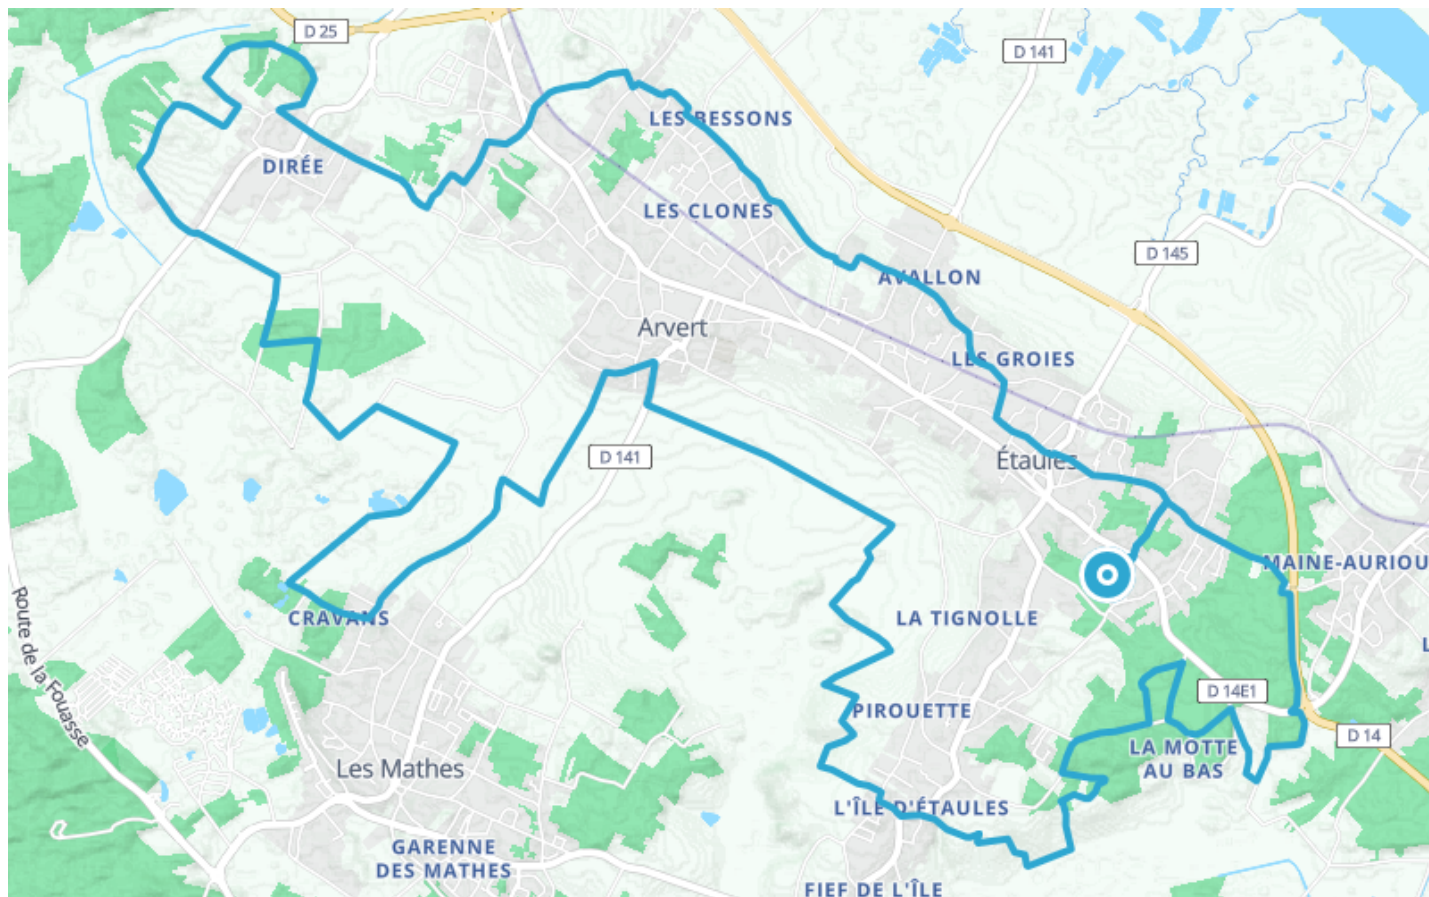 D 25
D 141
LES BESSONS
DIRÉE
LES CLONES
D 145
AVALLON
Arvert
LES GROIES
D 141
Étaules
MAINE-AURIOU
CRAVANS
LA TIGNOLLE
L
Route de la Fouasse
D 14E1
PIROUETTE
D 14
LA MOTTE
AU BAS
Les Mathes
L'ÎLE D'ÉTAULES
GARENNE
DES MATHES
FIEF DE L'ÎLE